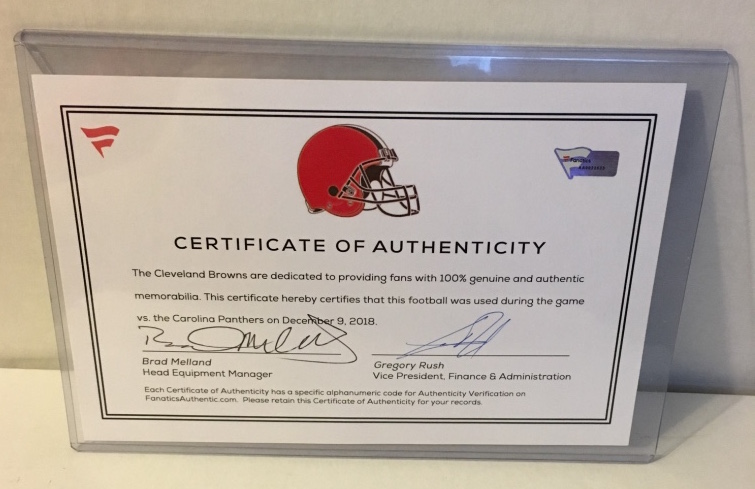 Fanatics
CERTIFICATE OF AUTHENTICITY
The Cleveland Browns are dedicated to providing fans with 100% genuine and authentic
memorabilia. This certificate hereby certifies that this football was used during the game
vs. the Carolina Panthers on December 9, 2018.
Brad Melland
Head Equipment Manager
Gregory Rush
Vice President, Finance & Administration
Each Certificate of Authenticity has a specific alphanumeric code for Authenticity Verification on
FanaticsAuthentic.com. Please retain this Certificate of Authenticity for your records.